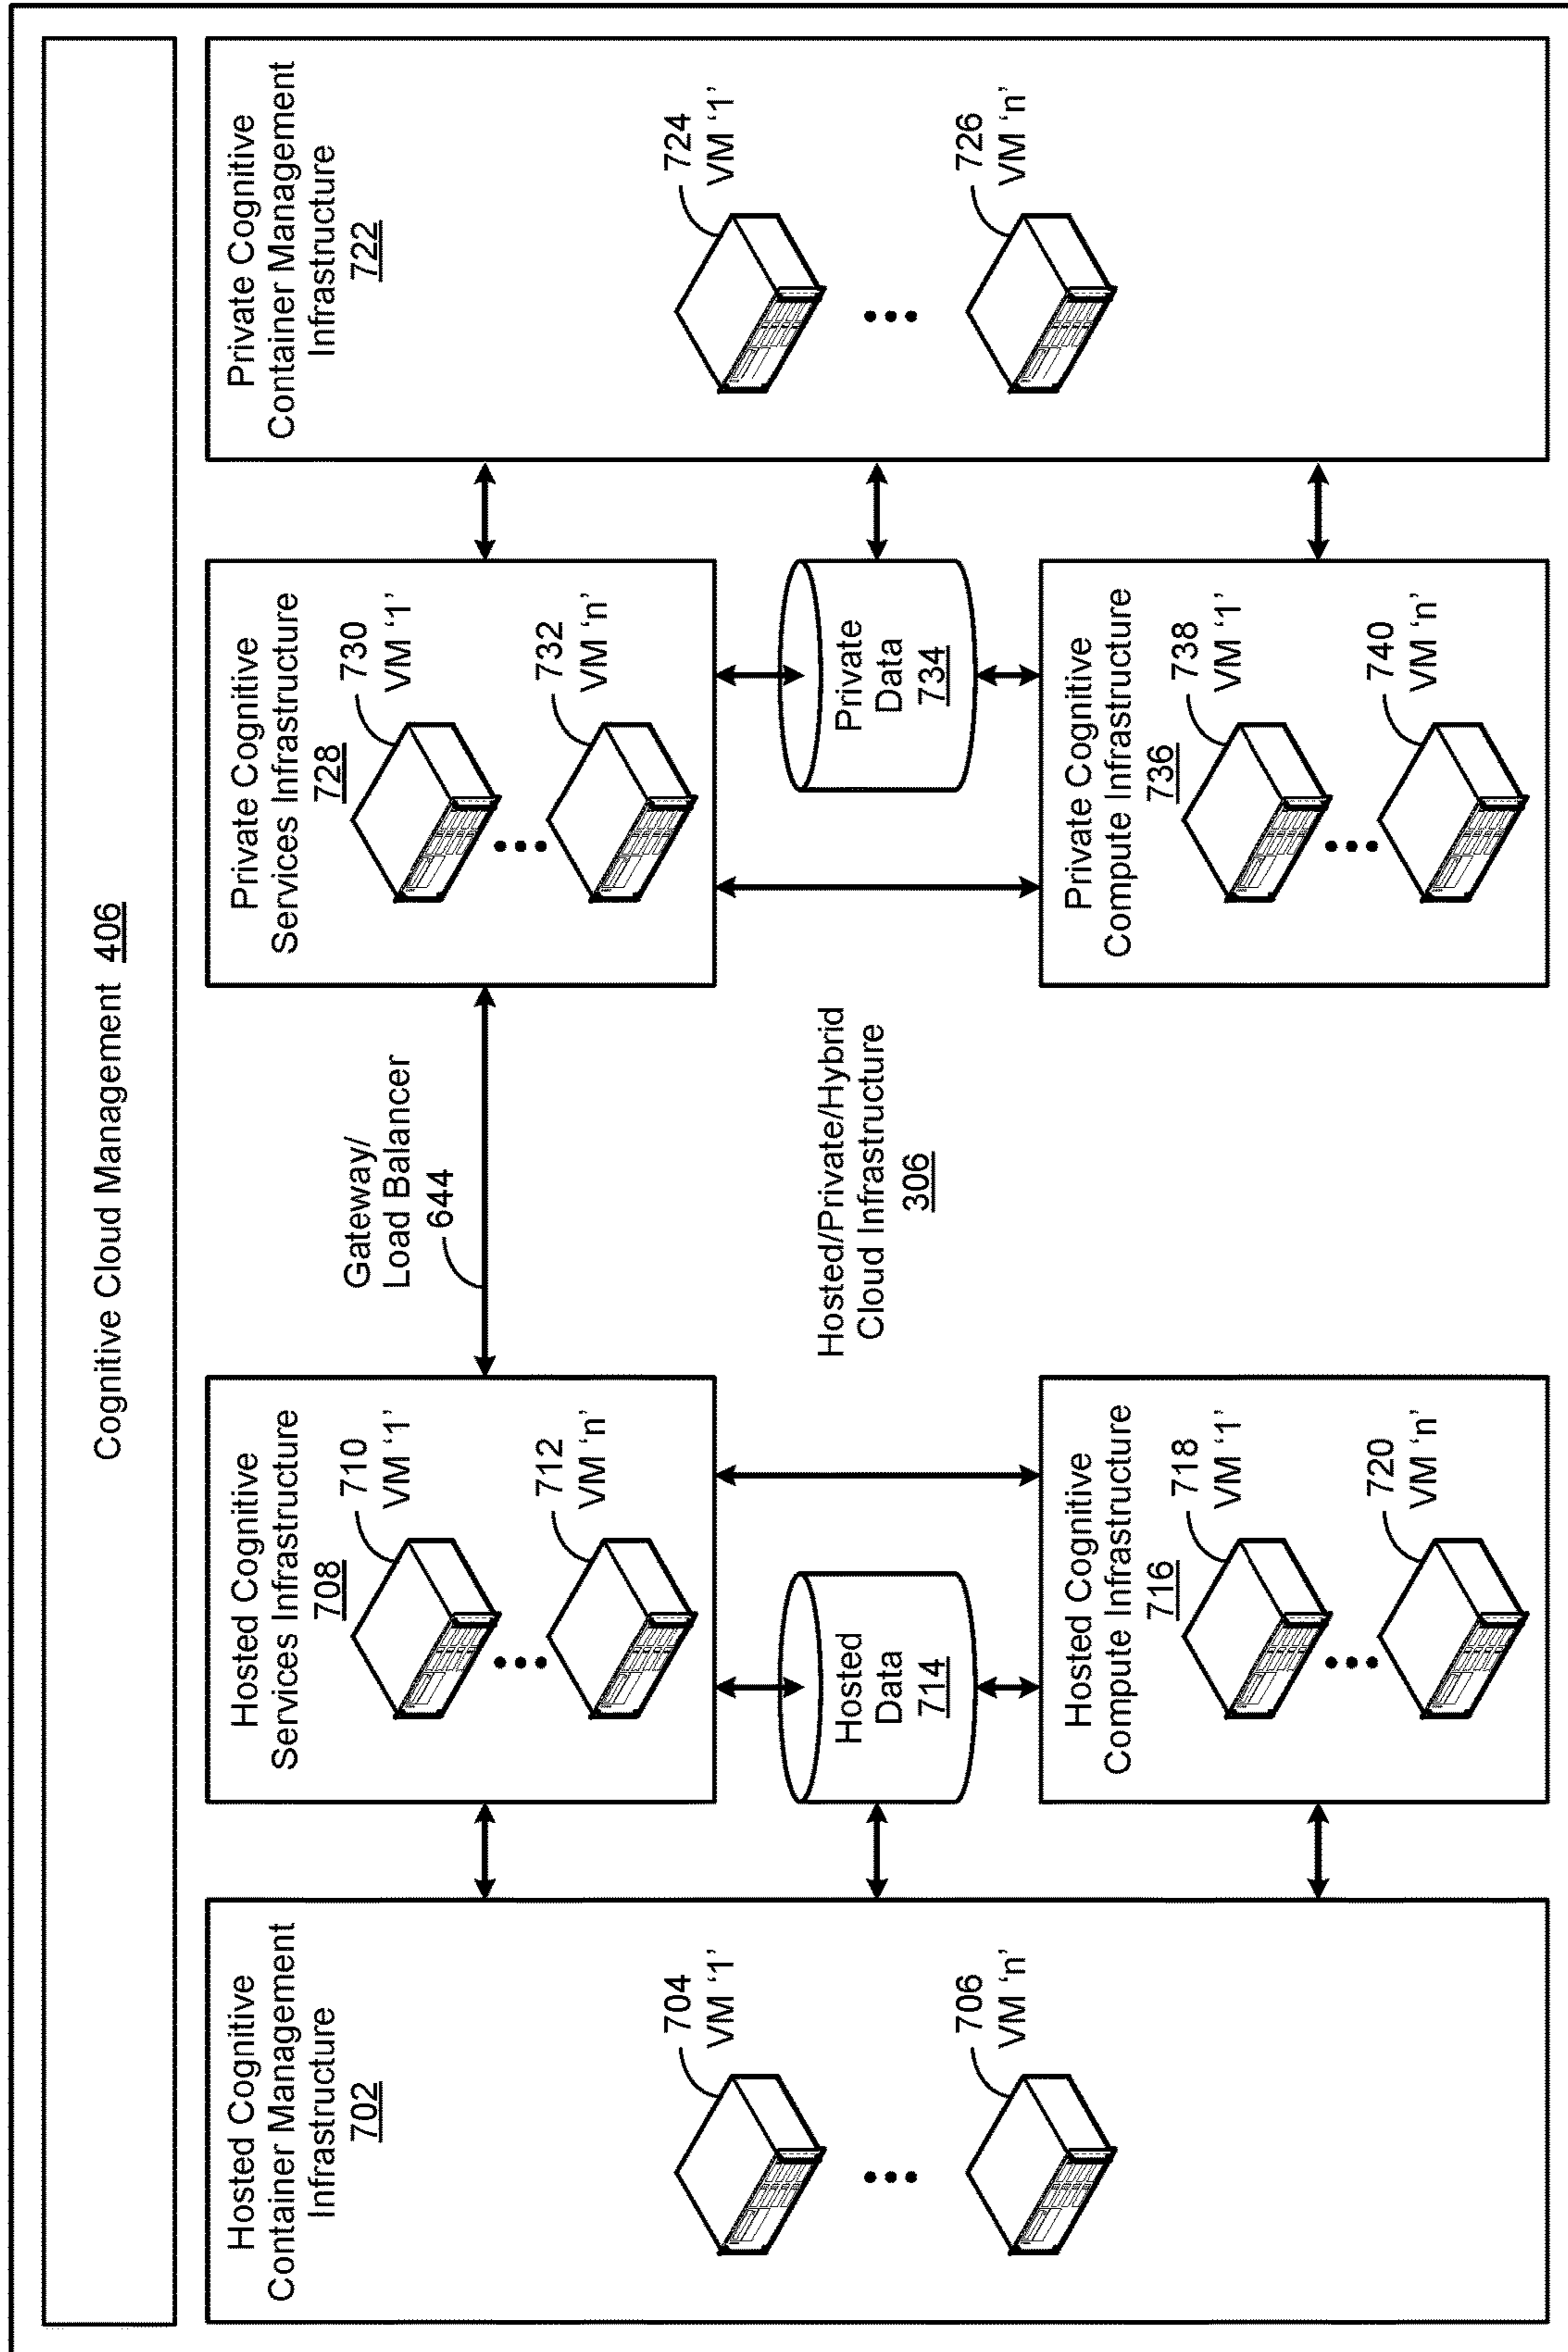 Cognitive Cloud Management 406
Hosted Cognitive
Container Management
Infrastructure
702
704
VM ‘1’
706
VM ‘n’
Hosted Cognitive
Services Infrastructure
708
710
VM ‘1’
712
VM ‘n’
Hosted
Data
714
Hosted Cognitive
Compute Infrastructure
716
718
VM ‘1’
720
VM ‘n’
Gateway/
Load Balancer
644
Hosted/Private/Hybrid
Cloud Infrastructure
306
Private Cognitive
Services Infrastructure
728
730
VM ‘1’
732
VM ‘n’
Private
Data
734
Private Cognitive
Compute Infrastructure
736
738
VM ‘1’
740
VM ‘n’
Private Cognitive
Container Management
Infrastructure
722
724
VM ‘1’
726
VM ‘n’